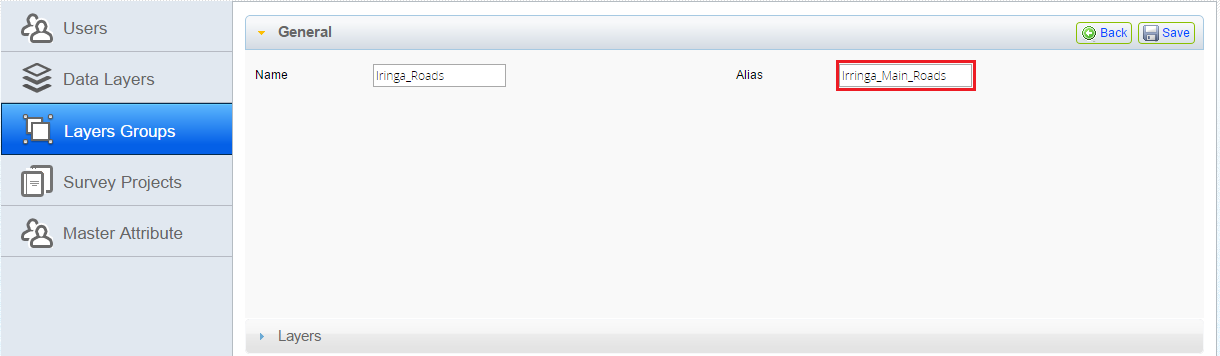 Users
Data Layers
Layers Groups
Survey Projects
Master Attribute
General
Back
Save
Name
Iringa_Roads
Alias
Irringa_Main_Roads
Layers